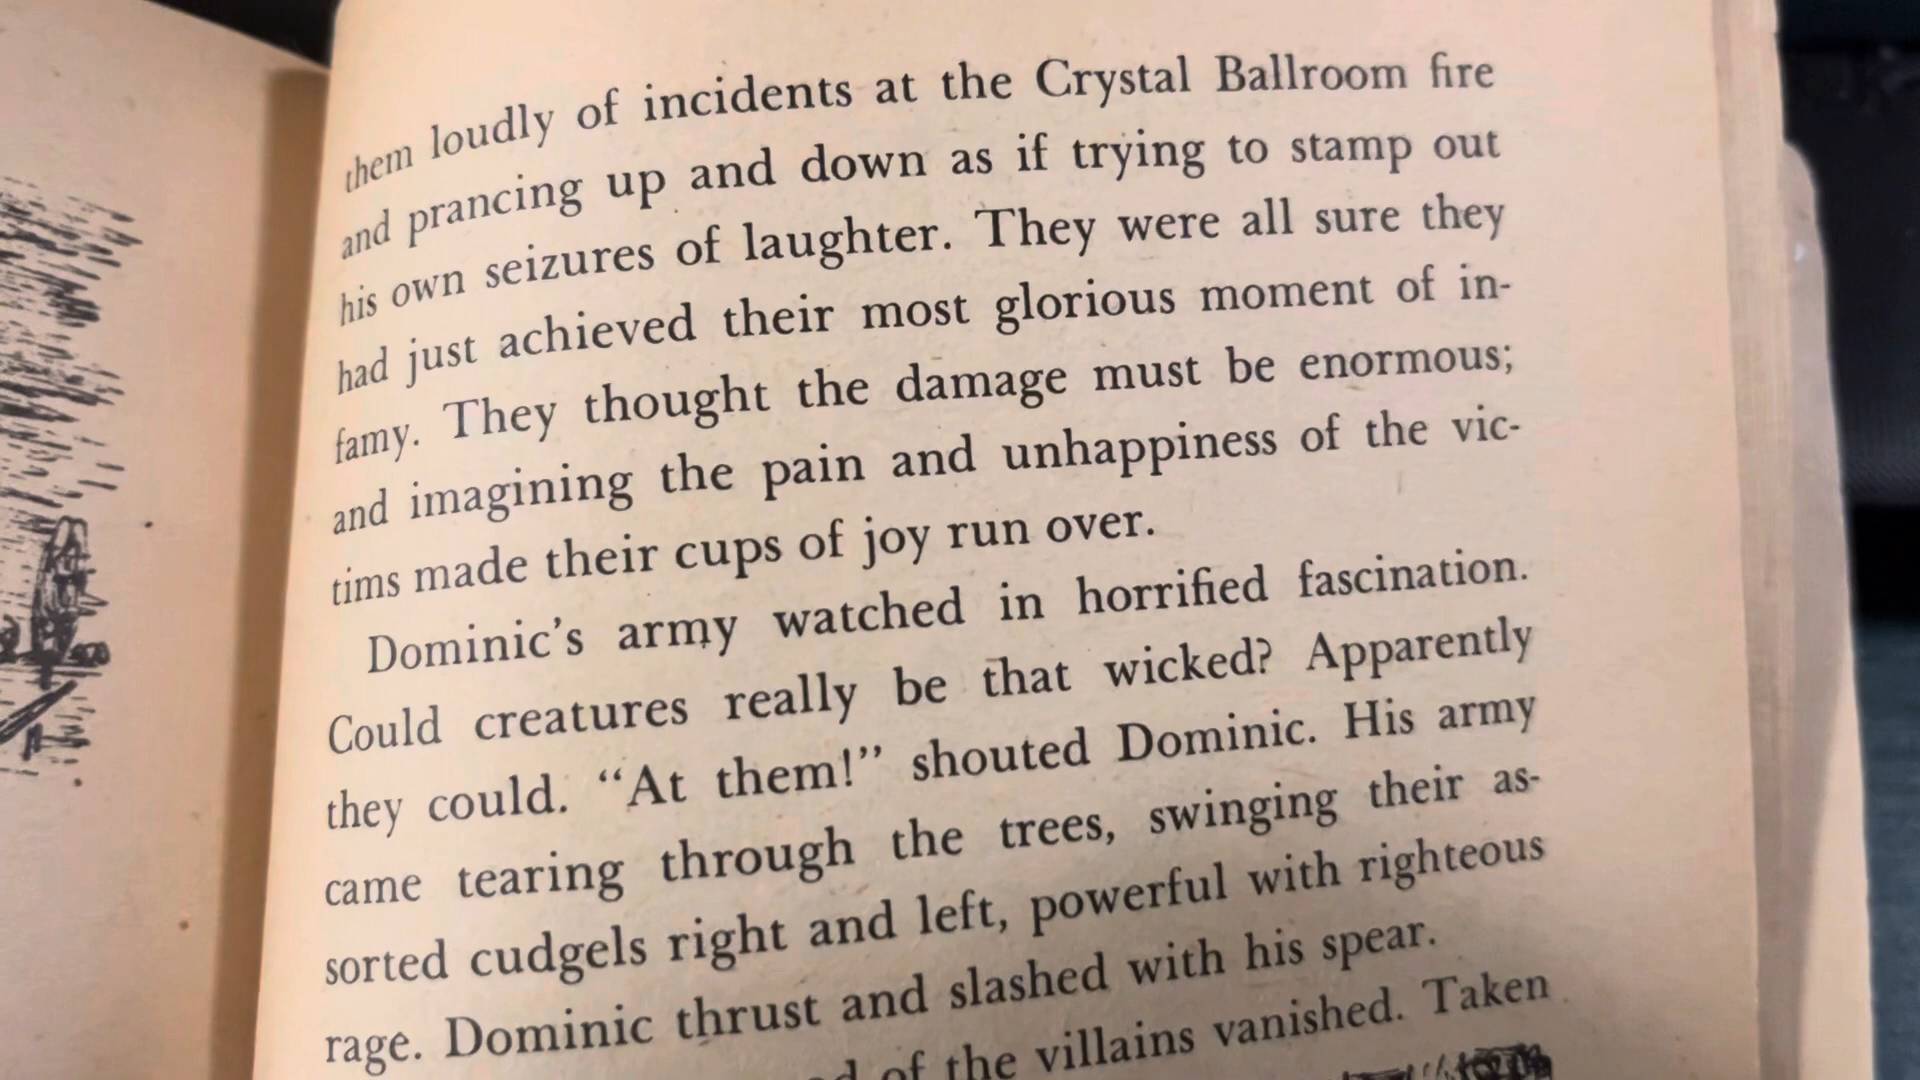 them loudly of incidents at the Crystal Ballroom fire
and prancing up and down as if trying to stamp out
his own seizures of laughter. They were all sure they
had just achieved their most glorious moment of in-
famy. They thought the damage must be enormous;
and imagining the pain and unhappiness of the vic-
tims made their cups of joy run over.
Dominic's army watched in horrified fascination.
Could creatures really be that wicked? Apparently
they could. “At them!” shouted Dominic. His army
came tearing through the trees, swinging their as-
sorted cudgels right and left, powerful with righteous
rage. Dominic thrust and slashed with his spear.
of the villains vanished. Taken